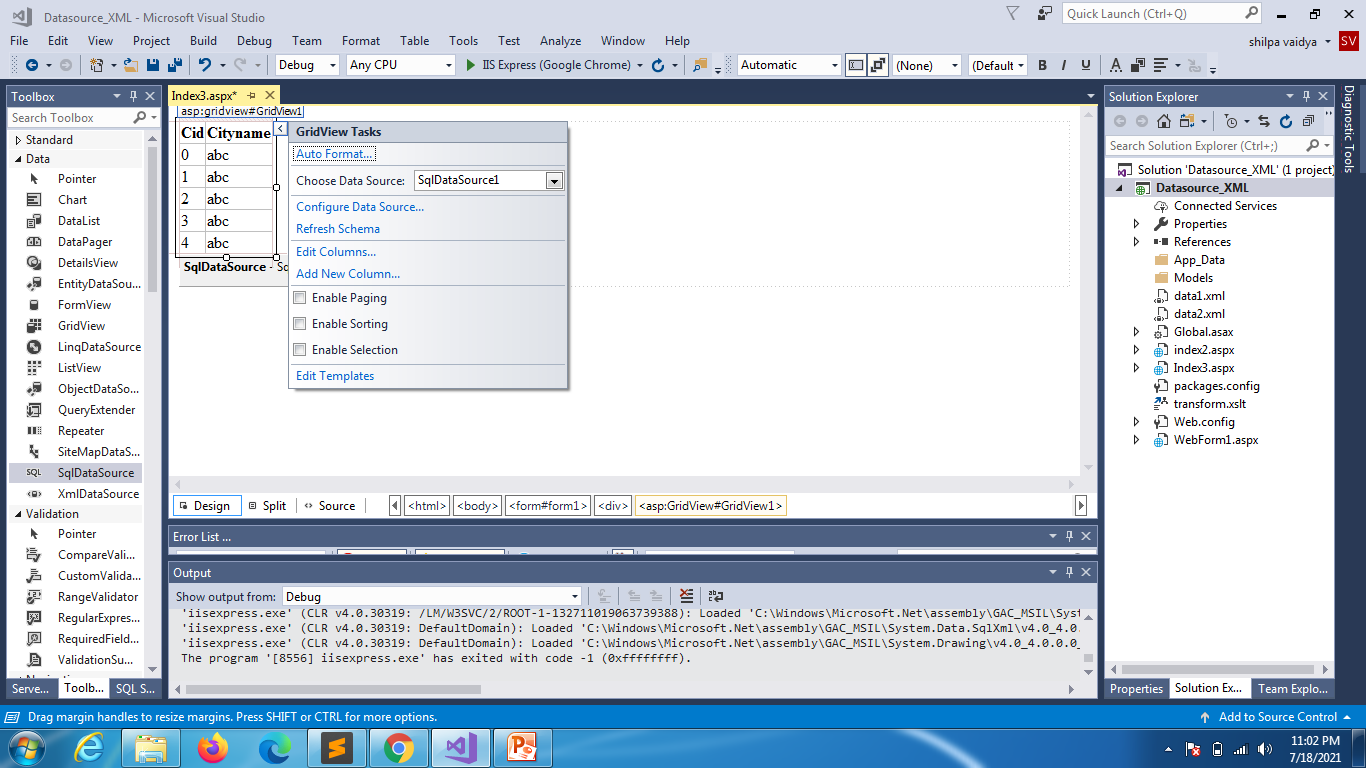 Datasource_XML - Microsoft Visual Studio
Quick Launch (Ctrl+Q)
File Edit View Project Build Debug Team Format Table Tools Test Analyze Window Help
shilpa vaidya SV
Debug Any CPU IIS Express (Google Chrome) Automatic (None) (Default B I U A
Toolbox
Search Toolbox
Standard
Data
Pointer
Chart
DataList
DataPager
DetailsView
EntityDataSou...
FormView
GridView
LinqDataSource
ListView
ObjectDataSo...
QueryExtender
Repeater
SiteMapDataS...
SQL SqlDataSource
XmlDataSource
Validation
Pointer
CompareVali...
CustomValida...
RangeValidator
RegularExpres...
RequiredField...
ValidationSu...
Serve... Toolb... SQL S...
Index3.aspx*
asp:gridview#GridView1
Cid Cityname
0 abc
1 abc
2 abc
3 abc
4 abc
SqlDataSource - Sq
GridView Tasks
Auto Format...
Choose Data Source: SqlDataSource1
Configure Data Source...
Refresh Schema
Edit Columns...
Add New Column...
Enable Paging
Enable Sorting
Enable Selection
Edit Templates
Design Split Source <html> <body> <form#form1> <div> <asp:GridView#GridView1>
Error List ...
Output
Show output from: Debug
'iisexpress.exe' (CLR v4.0.30319: /LM/W3SVC/2/ROOT-1-132711019063739388): Loaded 'C:\Windows\Microsoft.Net\assembly\GAC_MSIL\Syst
'iisexpress.exe' (CLR v4.0.30319: DefaultDomain): Loaded 'C:\Windows\Microsoft.Net\assembly\GAC_MSIL\System.Data.SqlXml\v4.0_4.0.
'iisexpress.exe' (CLR v4.0.30319: DefaultDomain): Loaded 'C:\Windows\Microsoft.Net\assembly\GAC_MSIL\System.Drawing\v4.0_4.0.0.0_
The program '[8556] iisexpress.exe' has exited with code -1 (0xffffffff).
Solution Explorer
Search Solution Explorer (Ctrl+;)
Solution 'Datasource_XML' (1 project)
Datasource_XML
Connected Services
Properties
References
App_Data
Models
data1.xml
data2.xml
Global.asax
index2.aspx
Index3.aspx
packages.config
transform.xslt
Web.config
WebForm1.aspx
Properties Solution Ex... Team Explo...
Diagnostic Tools
Drag margin handles to resize margins. Press SHIFT or CTRL for more options.
Add to Source Control
11:02 PM
7/18/2021